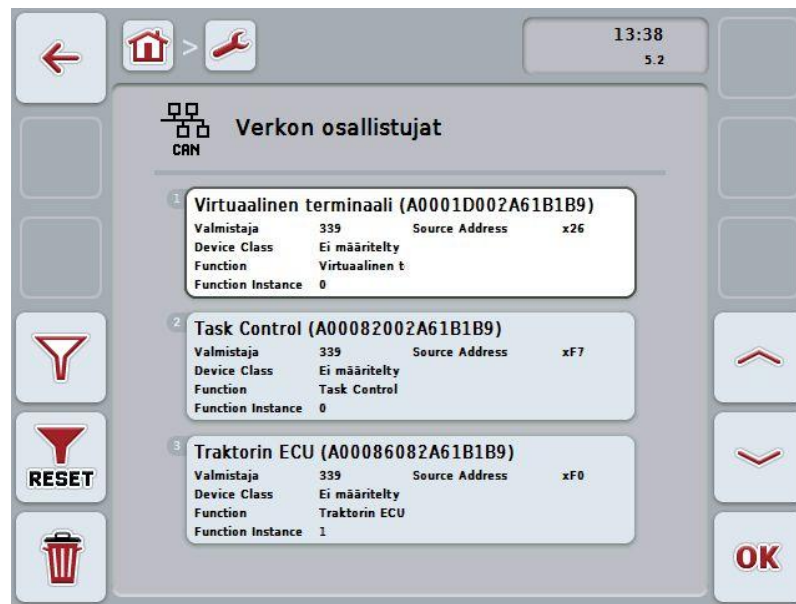 13:38
5.2
>
CAN
Verkon osallistujat
1
Virtuaalinen terminaali (A0001D002A61B1B9)
Valmistaja 339 Source Address x26
Device Class Ei määritelty
Function Virtuaalinen t
Function Instance 0
2
Task Control (A00082002A61B1B9)
Valmistaja 339 Source Address xF7
Device Class Ei määritelty
Function Task Control
Function Instance 0
3
Traktorin ECU (A00086082A61B1B9)
Valmistaja 339 Source Address xF0
Device Class Ei määritelty
Function Traktorin ECU
Function Instance 1
RESET
OK